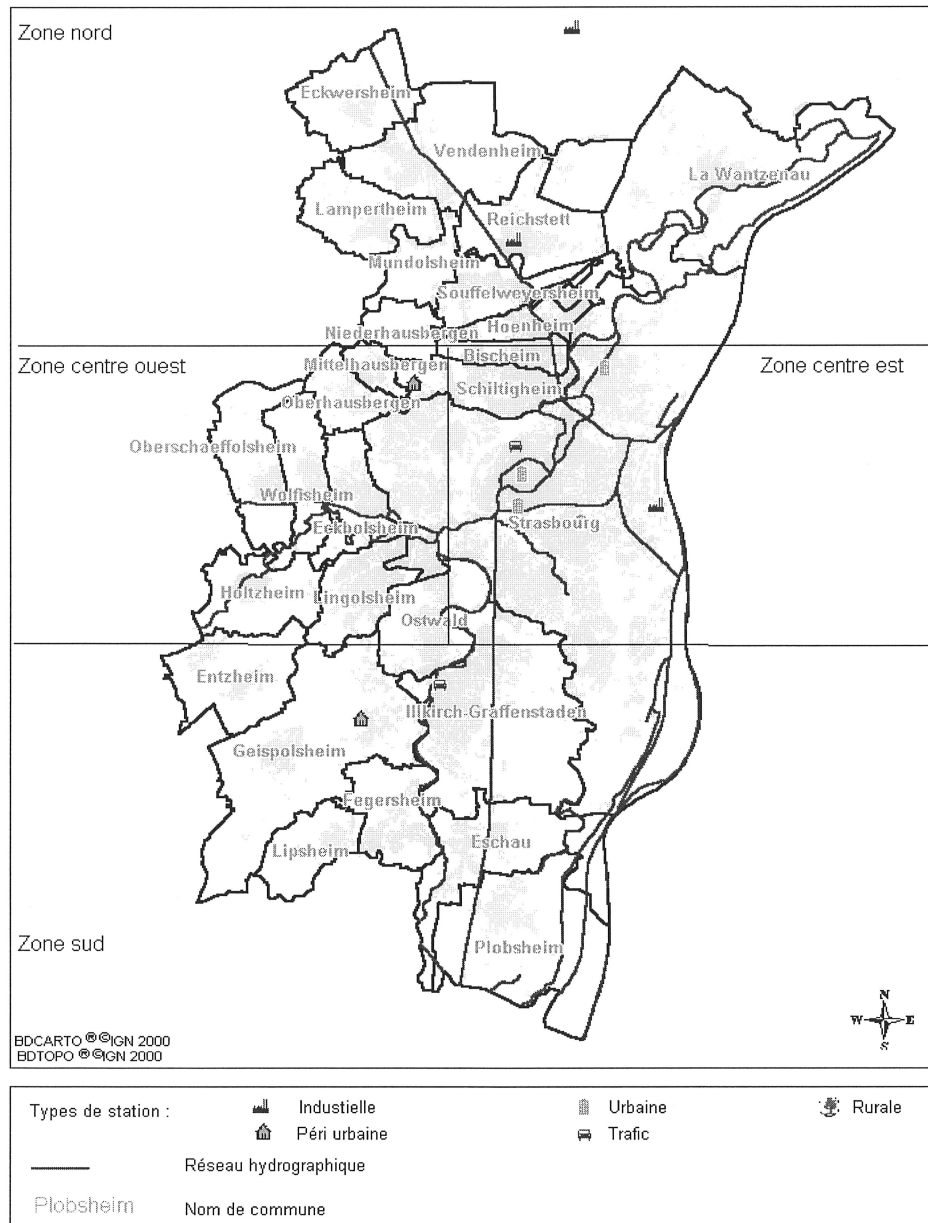 Zone nord
Eckwersheim
Vendenheim
La Wantzenau
Lampertheim
Reichstett
Mundolsheim
Souffelweyersheim
Hoenheim
Niederhausbergen
Zone centre ouest
Mittelhausbergen
Bischeim
Zone centre est
Schiltigheim
Oberhausbergen
Oberschaeffolsheim
Wolfisheim
Eckbolsheim
Strasbourg
Holtzheim
Lingolsheim
Ostwald
Entzheim
Illkirch-Graffenstaden
Geispolsheim
Fegersheim
Lipsheim
Eschau
Zone sud
Plobsheim
N
W E
S
BDCARTO ®©IGN 2000
BDTOPO ®©IGN 2000
Types de station :
Industielle
Urbaine
Rurale
Péri urbaine
Trafic
Réseau hydrographique
Plobsheim
Nom de commune